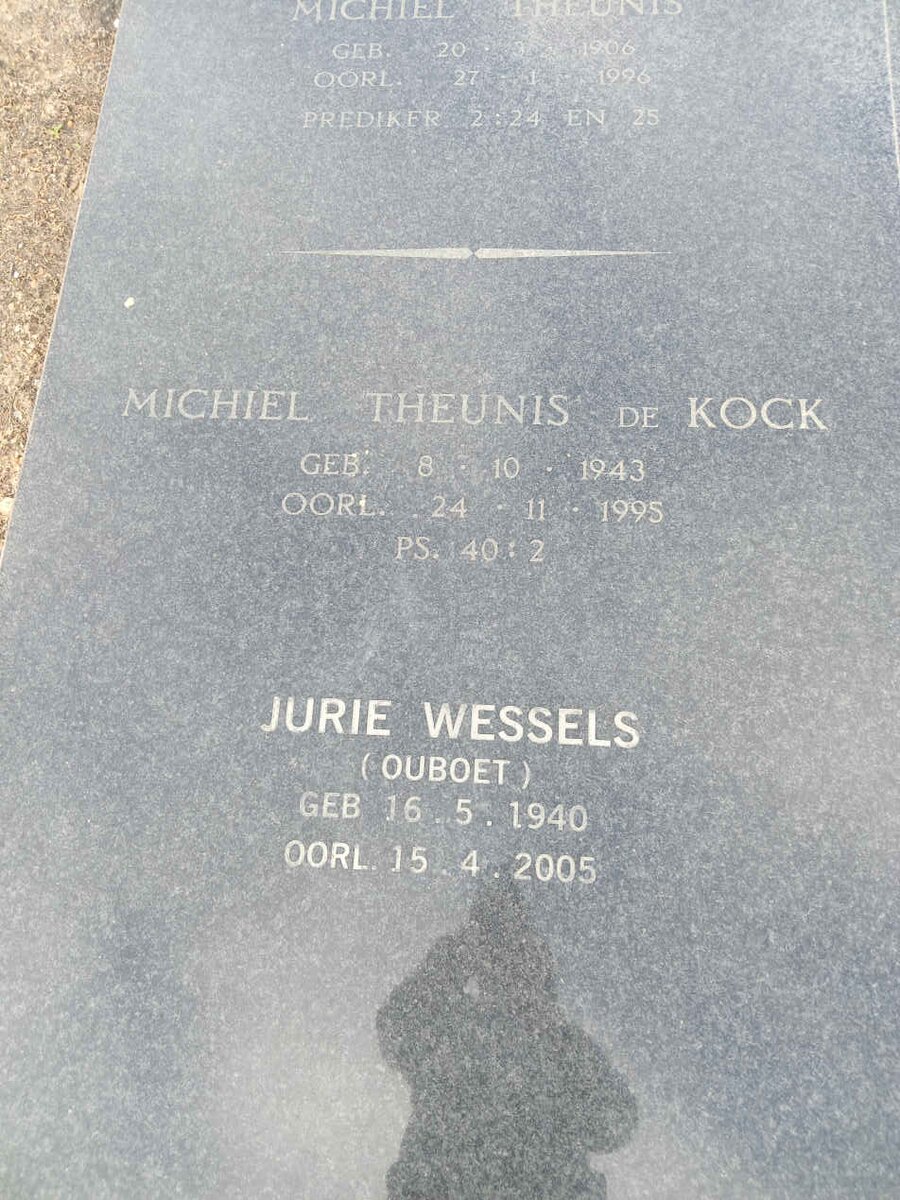 MICHIEL THEUNIS
GEB. 20 · 3 · 1906
OORL. 27 · 1 · 1996
PREDIKER 2:24 EN 25
MICHIEL THEUNIS DE KOCK
GEB. 8 · 10 · 1943
OORL. 24 · 11 · 1995
PS. 40:2
JURIE WESSELS
(OUBOET)
GEB 16.5.1940
OORL. 15.4.2005